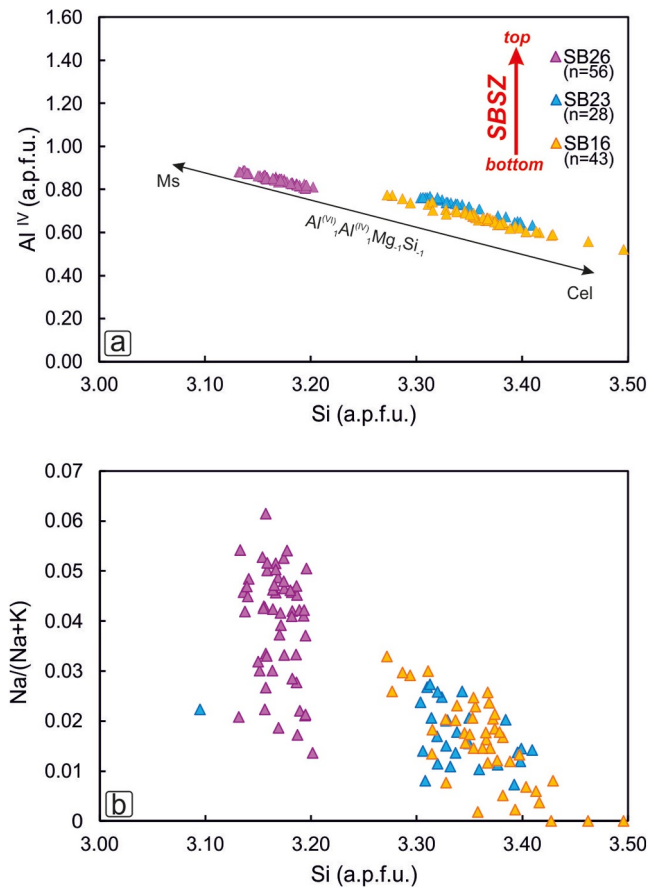 1.60
1.40
1.20
1.00
0.80
0.60
0.40
0.20
0.00
Al IV (a.p.f.u.)
top
SBSZ
bottom
SB26
(n=56)
SB23
(n=28)
SB16
(n=43)
Ms
Al(VI)1Al(IV)1Mg-1Si-1
Cel
a
3.00 3.10 3.20 3.30 3.40 3.50
Si (a.p.f.u.)
0.07
0.06
0.05
0.04
0.03
0.02
0.01
0
Na/(Na+K)
b
3.00 3.10 3.20 3.30 3.40 3.50
Si (a.p.f.u.)